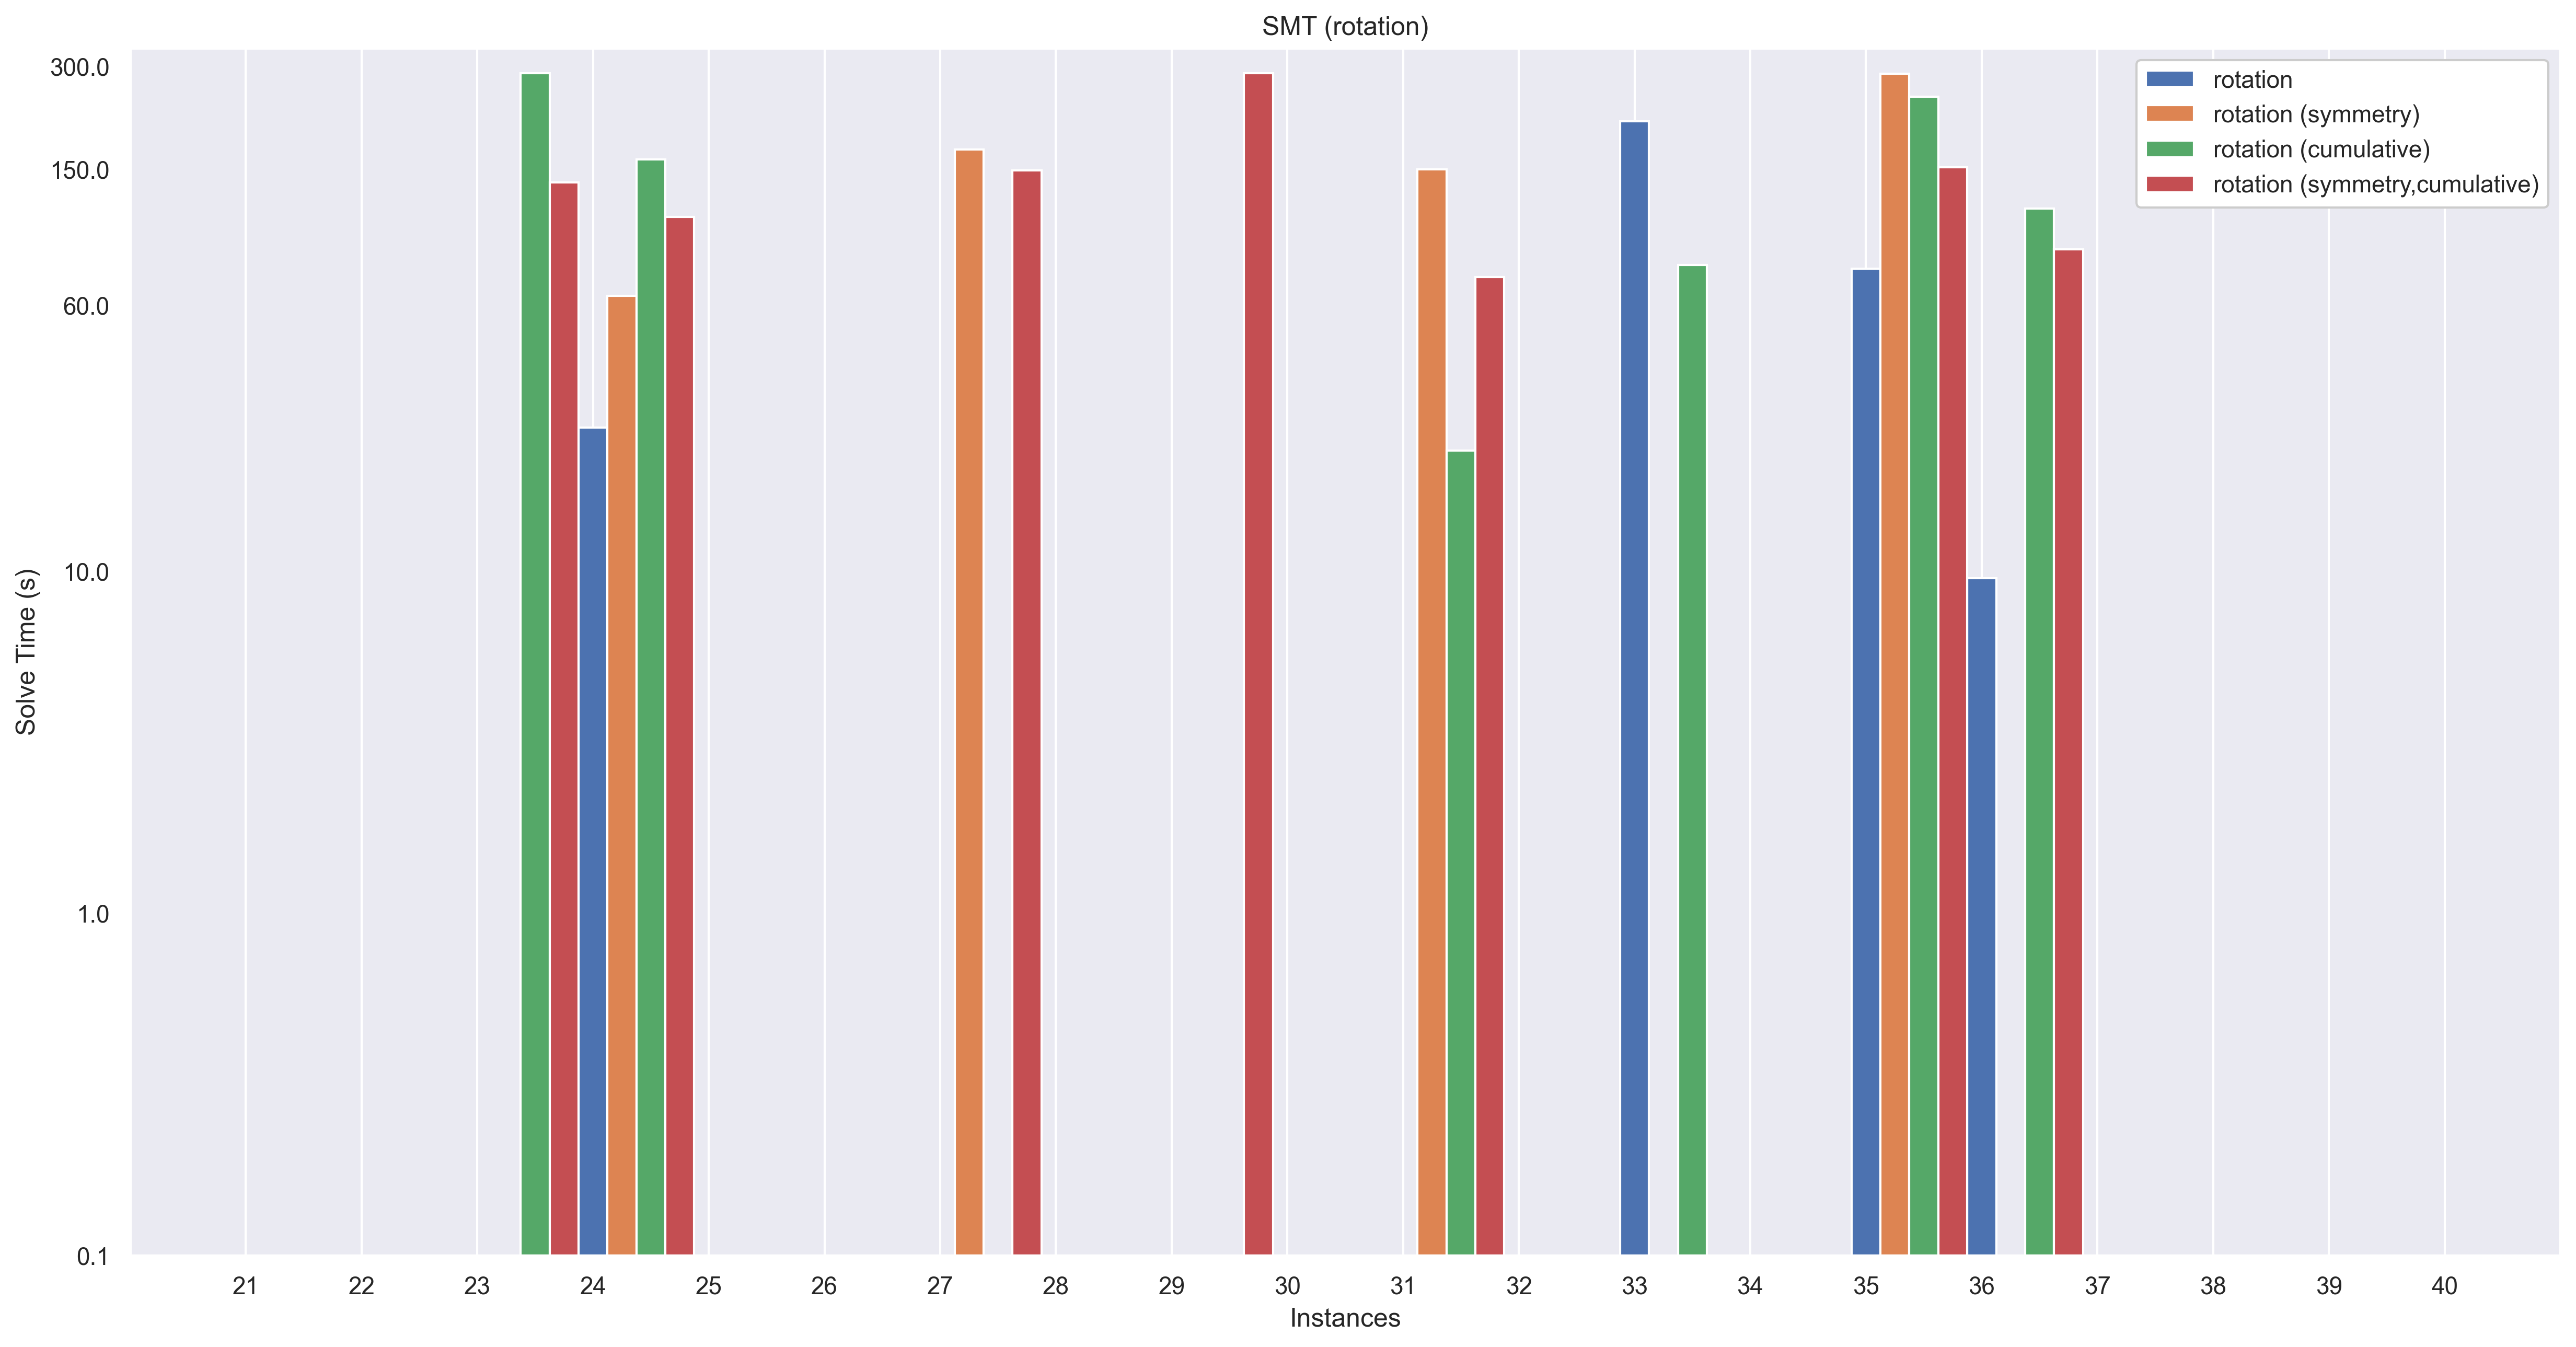 SMT (rotation)
300.0
150.0
60.0
10.0
1.0
0.1
Solve Time (s)
rotation
rotation (symmetry)
rotation (cumulative)
rotation (symmetry,cumulative)
21 22 23 24 25 26 27 28 29 30 31 32 33 34 35 36 37 38 39 40
Instances